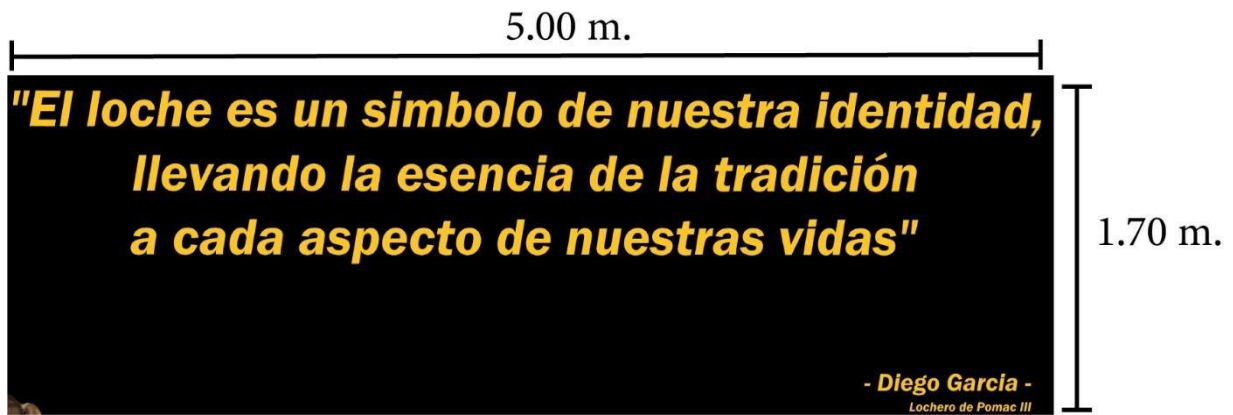 5.00 m.
"El loche es un simbolo de nuestra identidad,
llevando la esencia de la tradición
a cada aspecto de nuestras vidas"
1.70 m.
- Diego Garcia -
Lochero de Pomac III